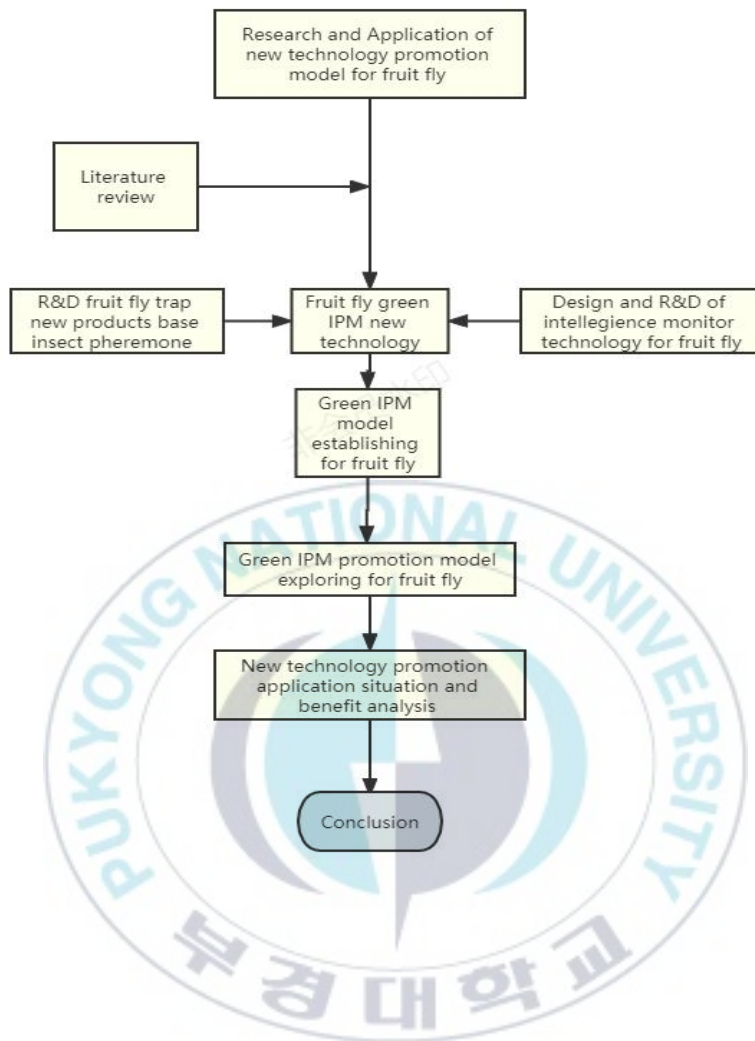 Research and Application of
new technology promotion
model for fruit fly
Literature
review
R&D fruit fly trap
new products base
insect pheremone
Fruit fly green
IPM new
technology
Design and R&D of
intellegience monitor
technology for fruit fly
Green IPM
model
establishing
for fruit fly
Green IPM promotion model
exploring for fruit fly
New technology promotion
application situation and
benefit analysis
Conclusion
PUKYONG NATIONAL UNIVERSITY
부경대학교